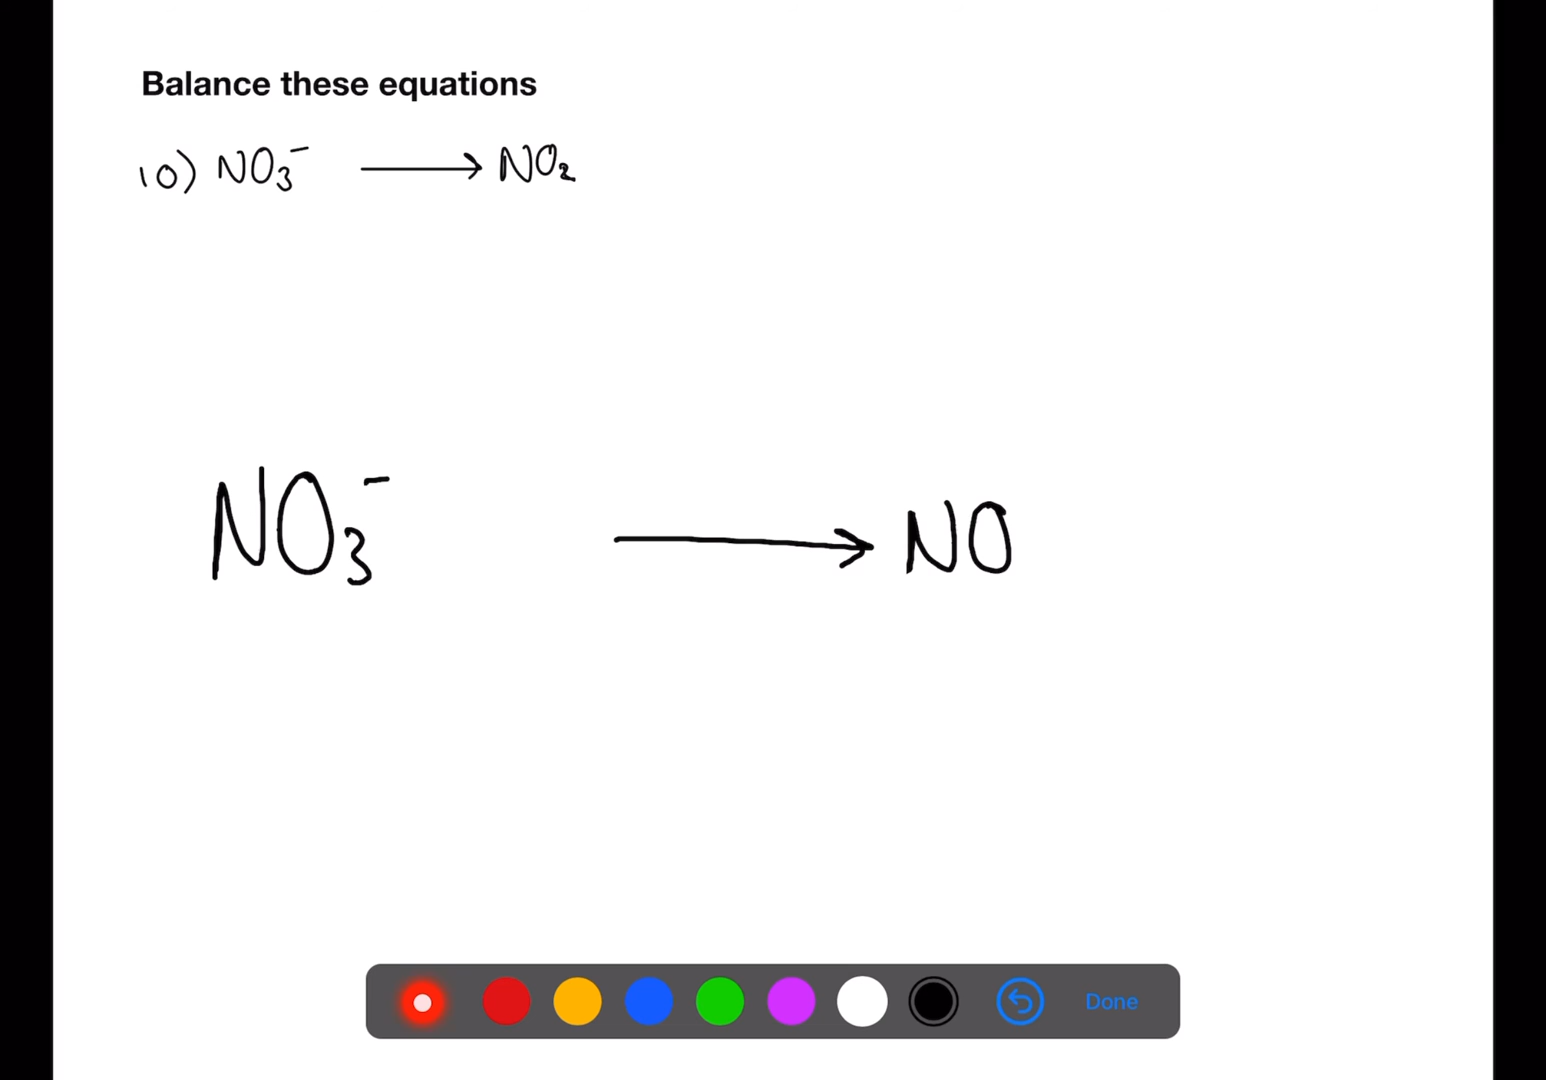 Balance these equations
10) NO₃⁻ ⟶ NO₂
NO₃⁻ ⟶ NO
Done